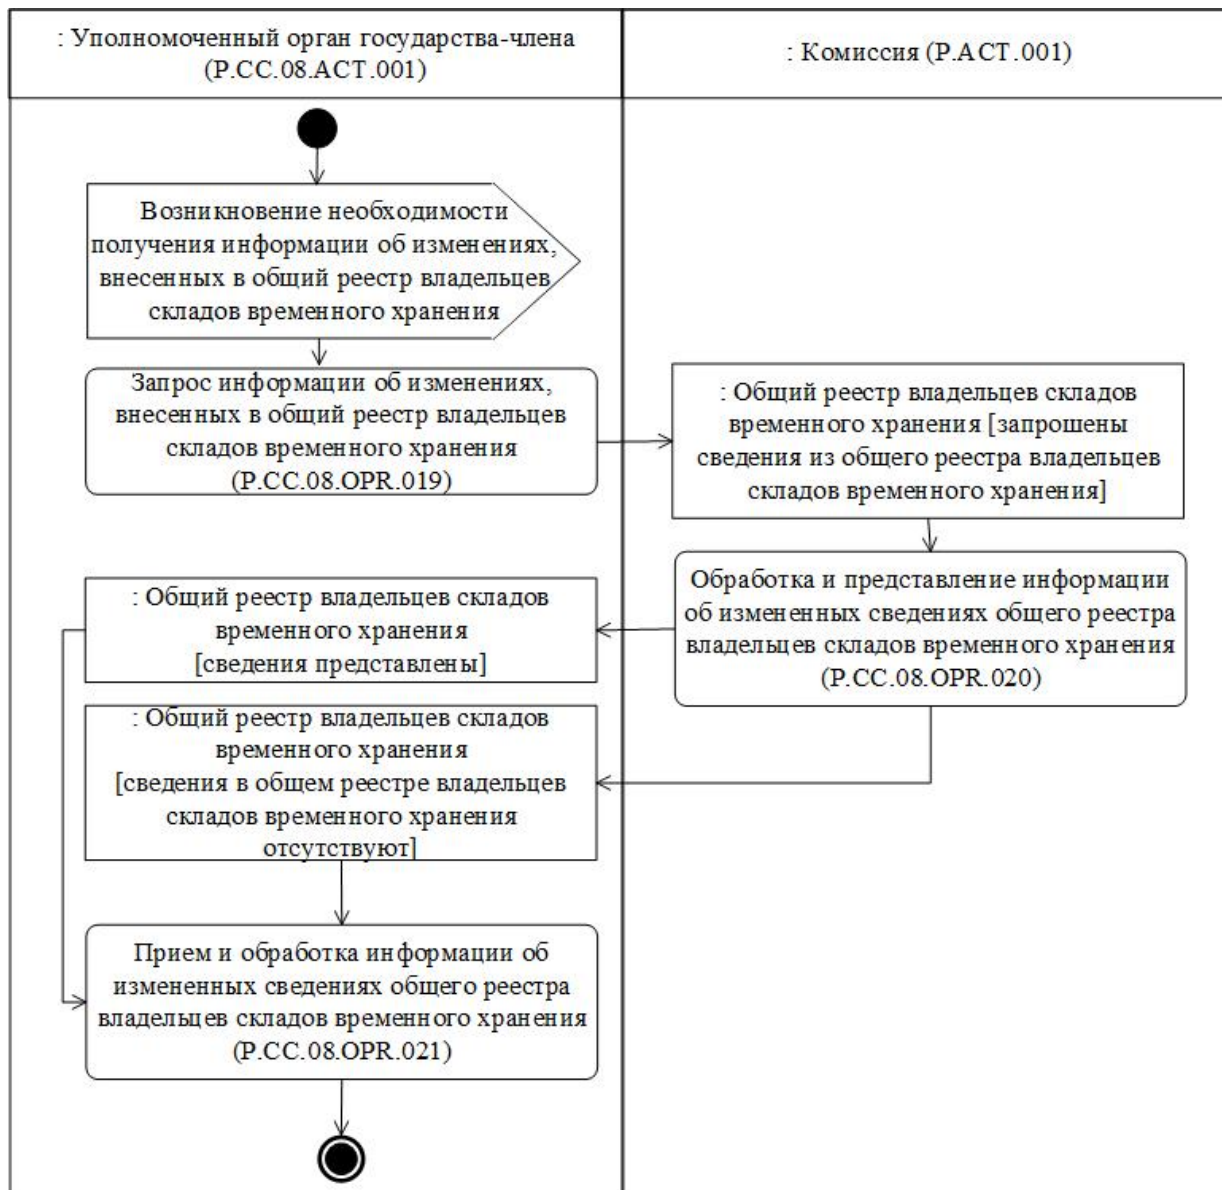 : Уполномоченный орган государства-члена
(P.CC.08.ACT.001)
: Комиссия (P.ACT.001)
Возникновение необходимости
получения информации об изменениях,
внесенных в общий реестр владельцев
складов временного хранения
Запрос информации об изменениях,
внесенных в общий реестр владельцев
складов временного хранения
(P.CC.08.OPR.019)
: Общий реестр владельцев складов
временного хранения [запрошены
сведения из общего реестра владельцев
складов временного хранения]
Обработка и представление информации
об измененных сведениях общего реестра
владельцев складов временного хранения
(P.CC.08.OPR.020)
: Общий реестр владельцев складов
временного хранения
[сведения представлены]
: Общий реестр владельцев складов
временного хранения
[сведения в общем реестре владельцев
складов временного хранения
отсутствуют]
Прием и обработка информации об
измененных сведениях общего реестра
владельцев складов временного хранения
(P.CC.08.OPR.021)